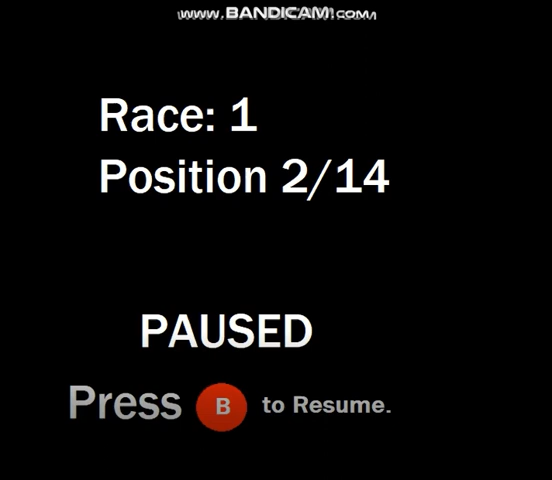 www.BANDICAM.com
Race: 1
Position 2/14
PAUSED
Press B to Resume.